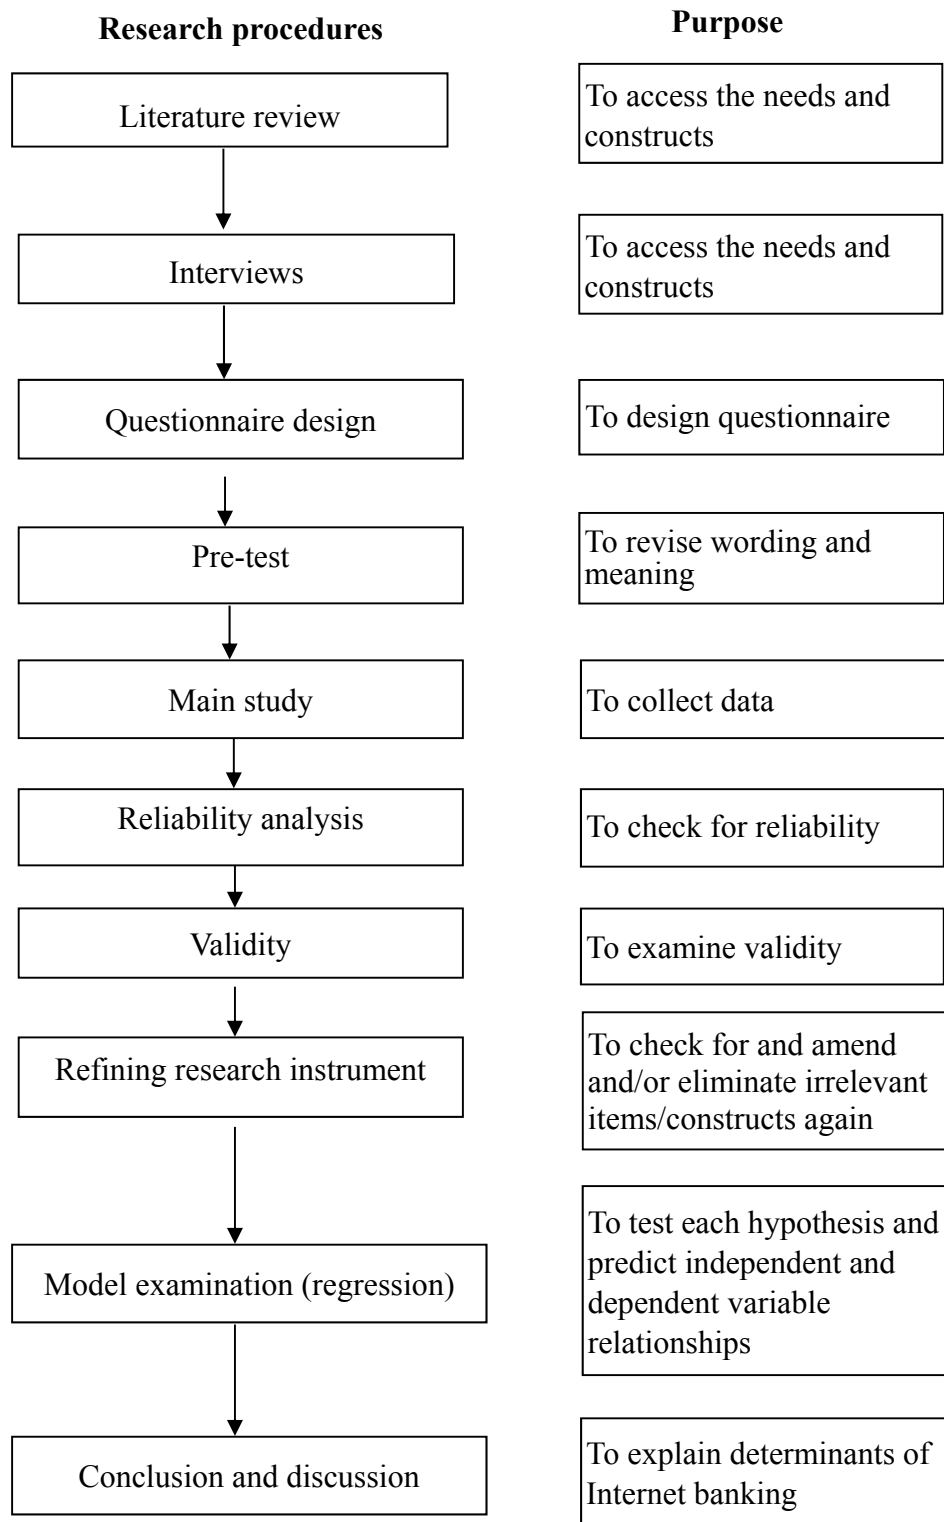 Research procedures
Purpose
Literature review
To access the needs and
constructs
Interviews
To access the needs and
constructs
Questionnaire design
To design questionnaire
Pre-test
To revise wording and
meaning
Main study
To collect data
Reliability analysis
To check for reliability
Validity
To examine validity
Refining research instrument
To check for and amend
and/or eliminate irrelevant
items/constructs again
Model examination (regression)
To test each hypothesis and
predict independent and
dependent variable
relationships
Conclusion and discussion
To explain determinants of
Internet banking